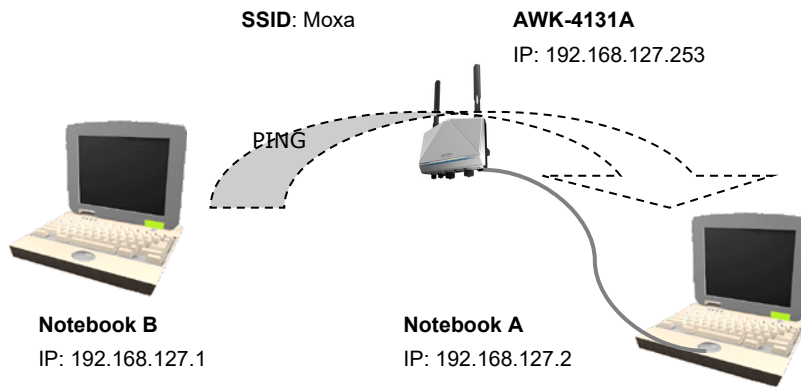 SSID: Moxa
AWK-4131A
IP: 192.168.127.253
PING
Notebook B
IP: 192.168.127.1
Notebook A
IP: 192.168.127.2